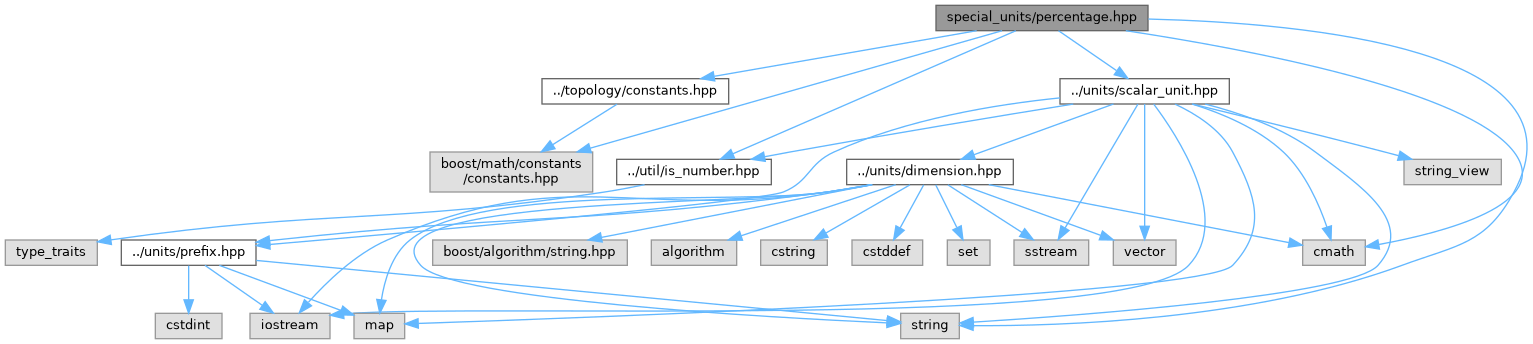 special_units/percentage.hpp
../topology/constants.hpp
../units/scalar_unit.hpp
boost/math/constants
/constants.hpp
../util/is_number.hpp
../units/dimension.hpp
string_view
type_traits
../units/prefix.hpp
boost/algorithm/string.hpp
algorithm
cstring
cstddef
set
sstream
vector
cmath
cstdint
iostream
map
string